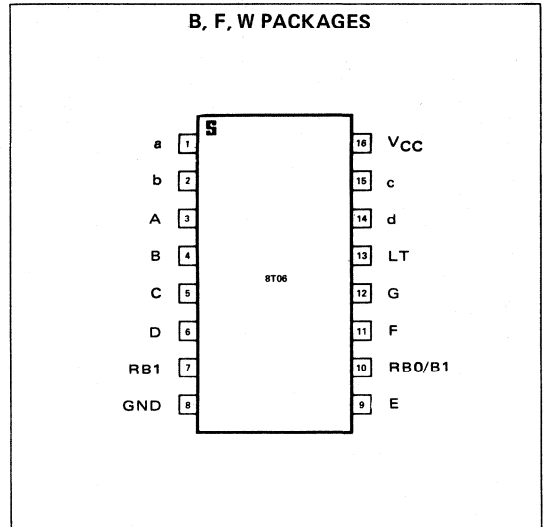 B, F, W PACKAGES
a 1 16 VCC
b 2 15 c
A 3 14 d
B 4 13 LT
8T06
C 5 12 G
D 6 11 F
RB1 7 10 RB0/B1
GND 8 9 E